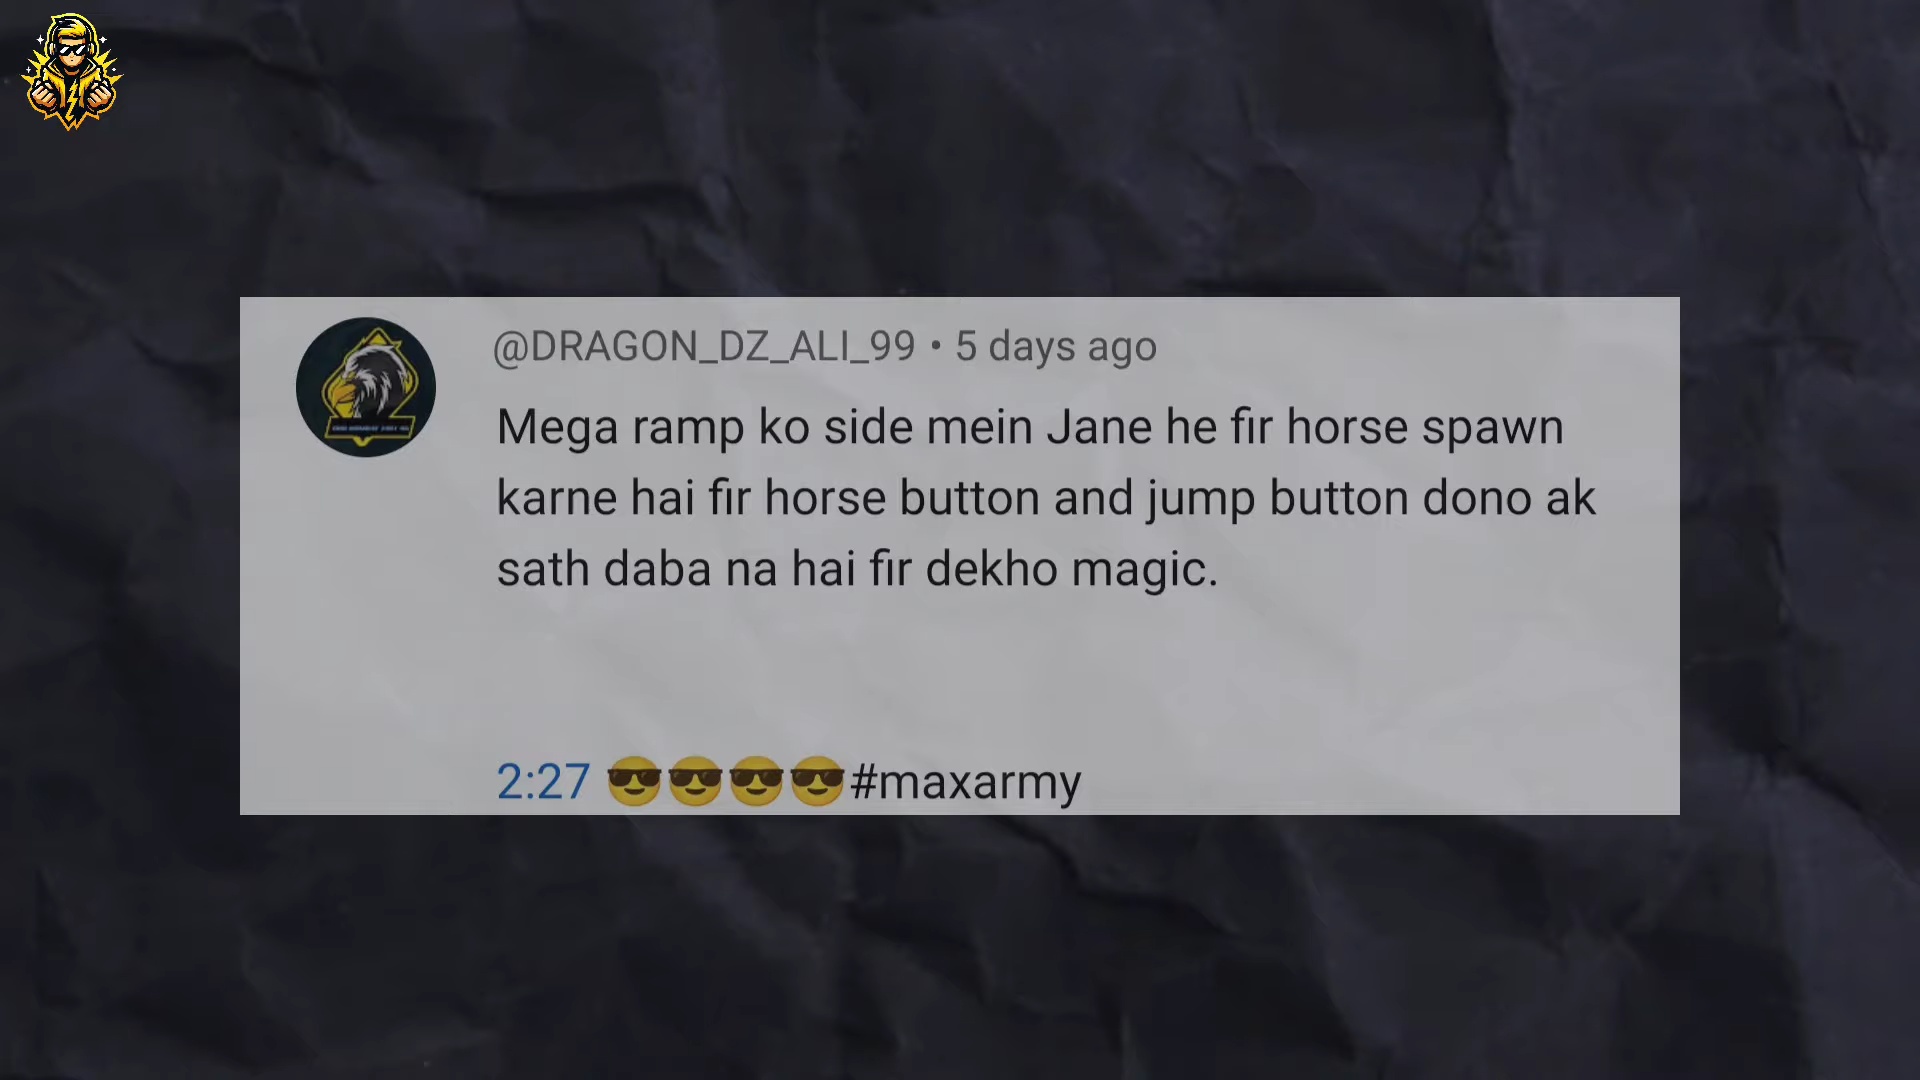 @DRAGON_DZ_ALI_99 • 5 days ago
Mega ramp ko side mein Jane he fir horse spawn
karne hai fir horse button and jump button dono ak
sath daba na hai fir dekho magic.
2:27 😎😎😎😎#maxarmy